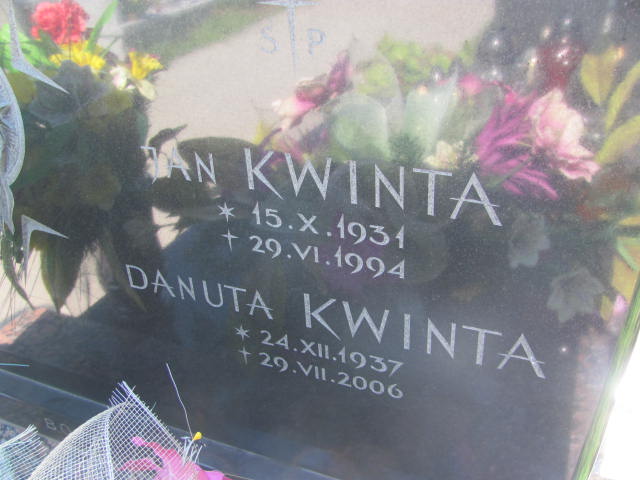 S P
JAN KWINTA
* 15.X.1931
† 29.VI.1994
DANUTA KWINTA
* 24.XII.1937
† 29.VII.2006